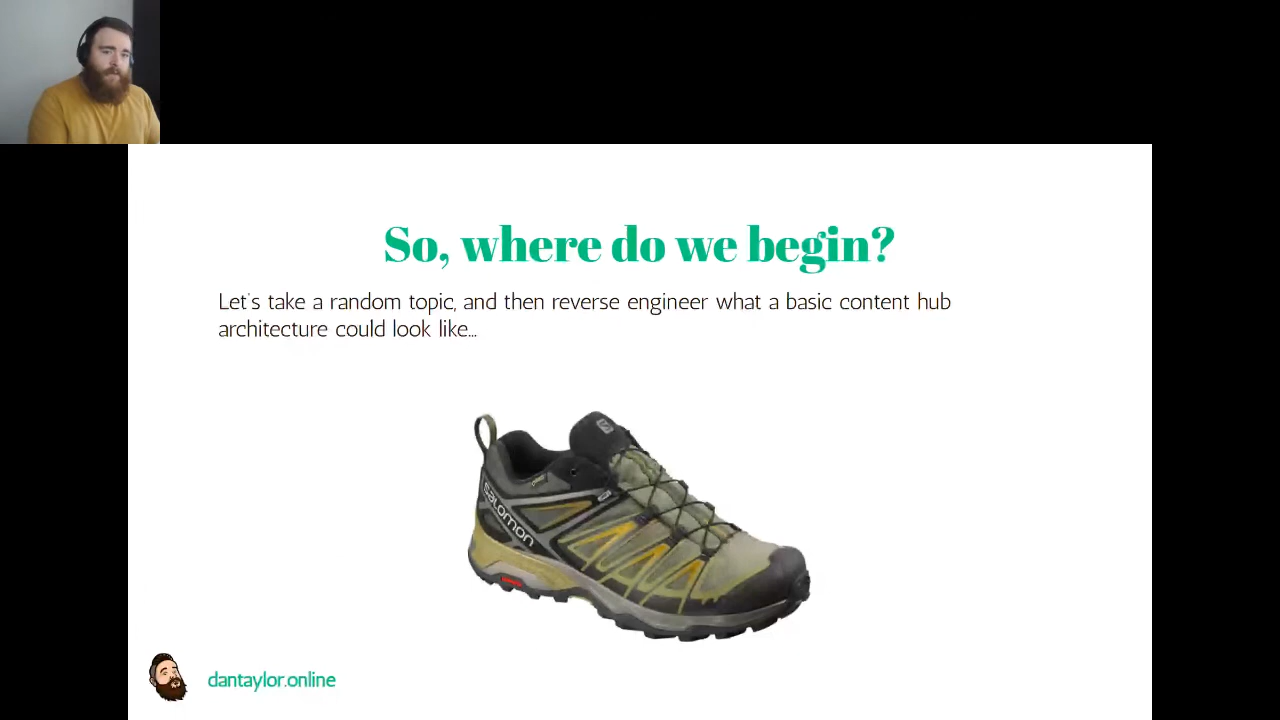 So, where do we begin?
Let's take a random topic, and then reverse engineer what a basic content hub
architecture could look like...
SALOMON
dantaylor.online